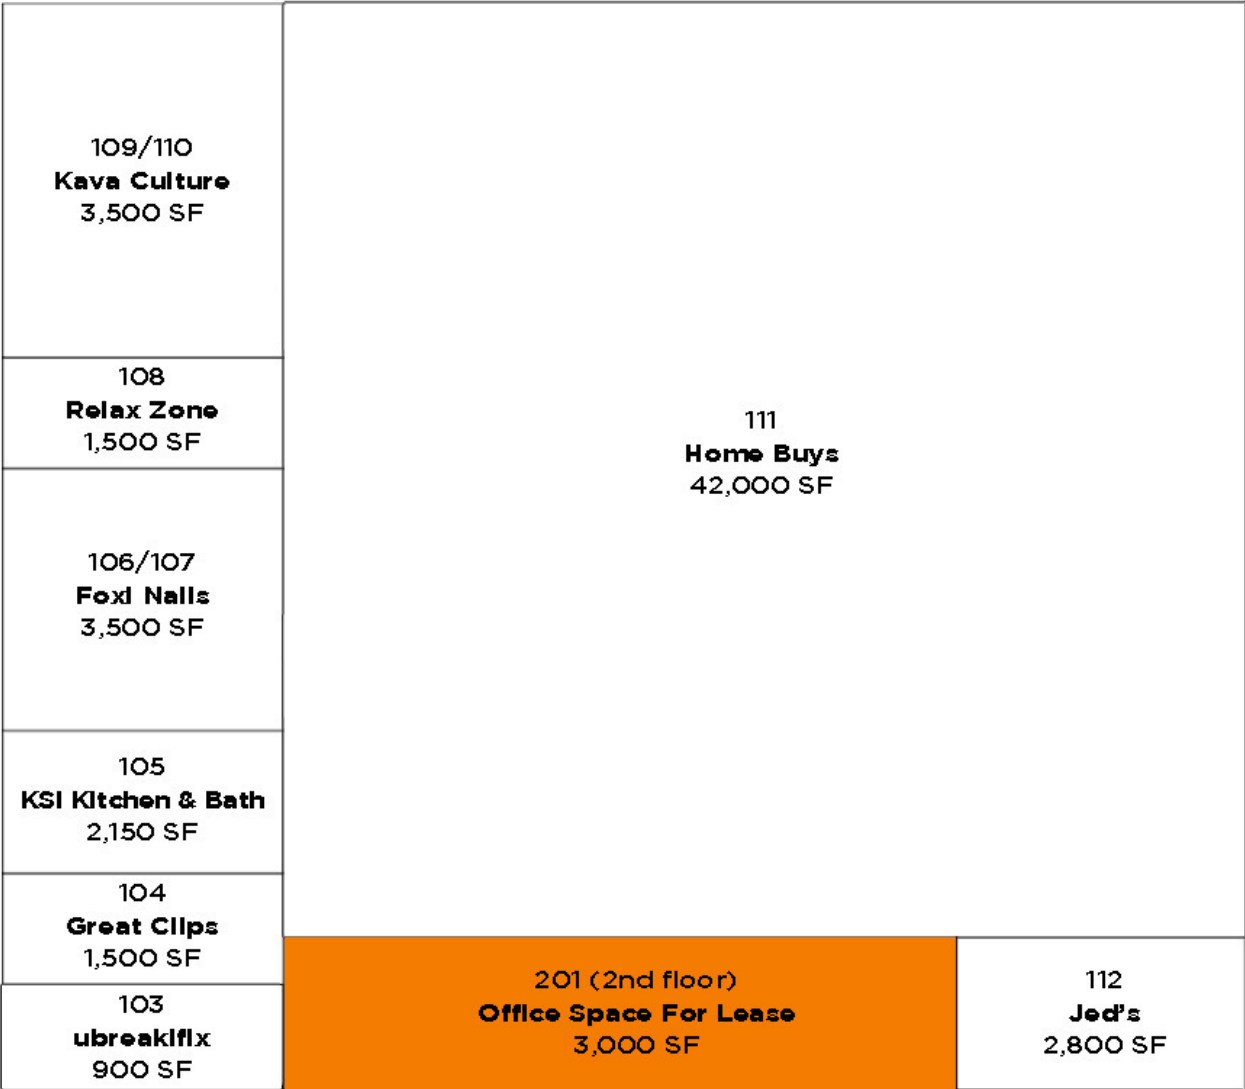 109/110
Kava Culture
3,500 SF
108
Relax Zone
1,500 SF
106/107
Foxi Nails
3,500 SF
105
KSI Kitchen & Bath
2,150 SF
104
Great Clips
1,500 SF
103
ubreakifix
900 SF
111
Home Buys
42,000 SF
201 (2nd floor)
Office Space For Lease
3,000 SF
112
Jed's
2,800 SF